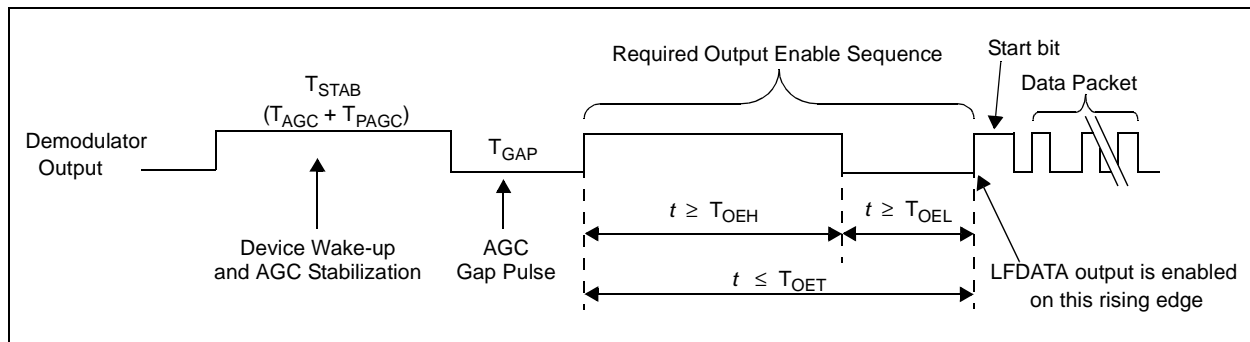 Required Output Enable Sequence
Start bit
Data Packet
TSTAB
(TAGC + TPAGC)
Demodulator
Output
TGAP
t ≥ TOEH
t ≥ TOEL
Device Wake-up
and AGC Stabilization
AGC
Gap Pulse
t ≤ TOET
LFDATA output is enabled
on this rising edge